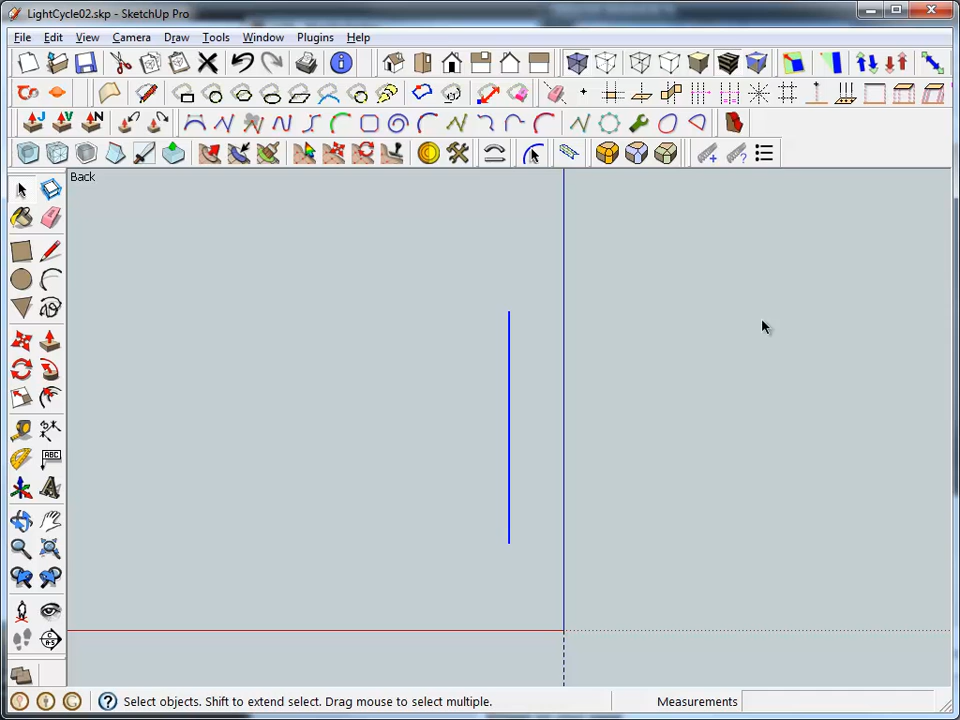 LightCycle02.skp - SketchUp Pro
File Edit View Camera Draw Tools Window Plugins Help
J V N
Back
ABC
Select objects. Shift to extend select. Drag mouse to select multiple. Measurements